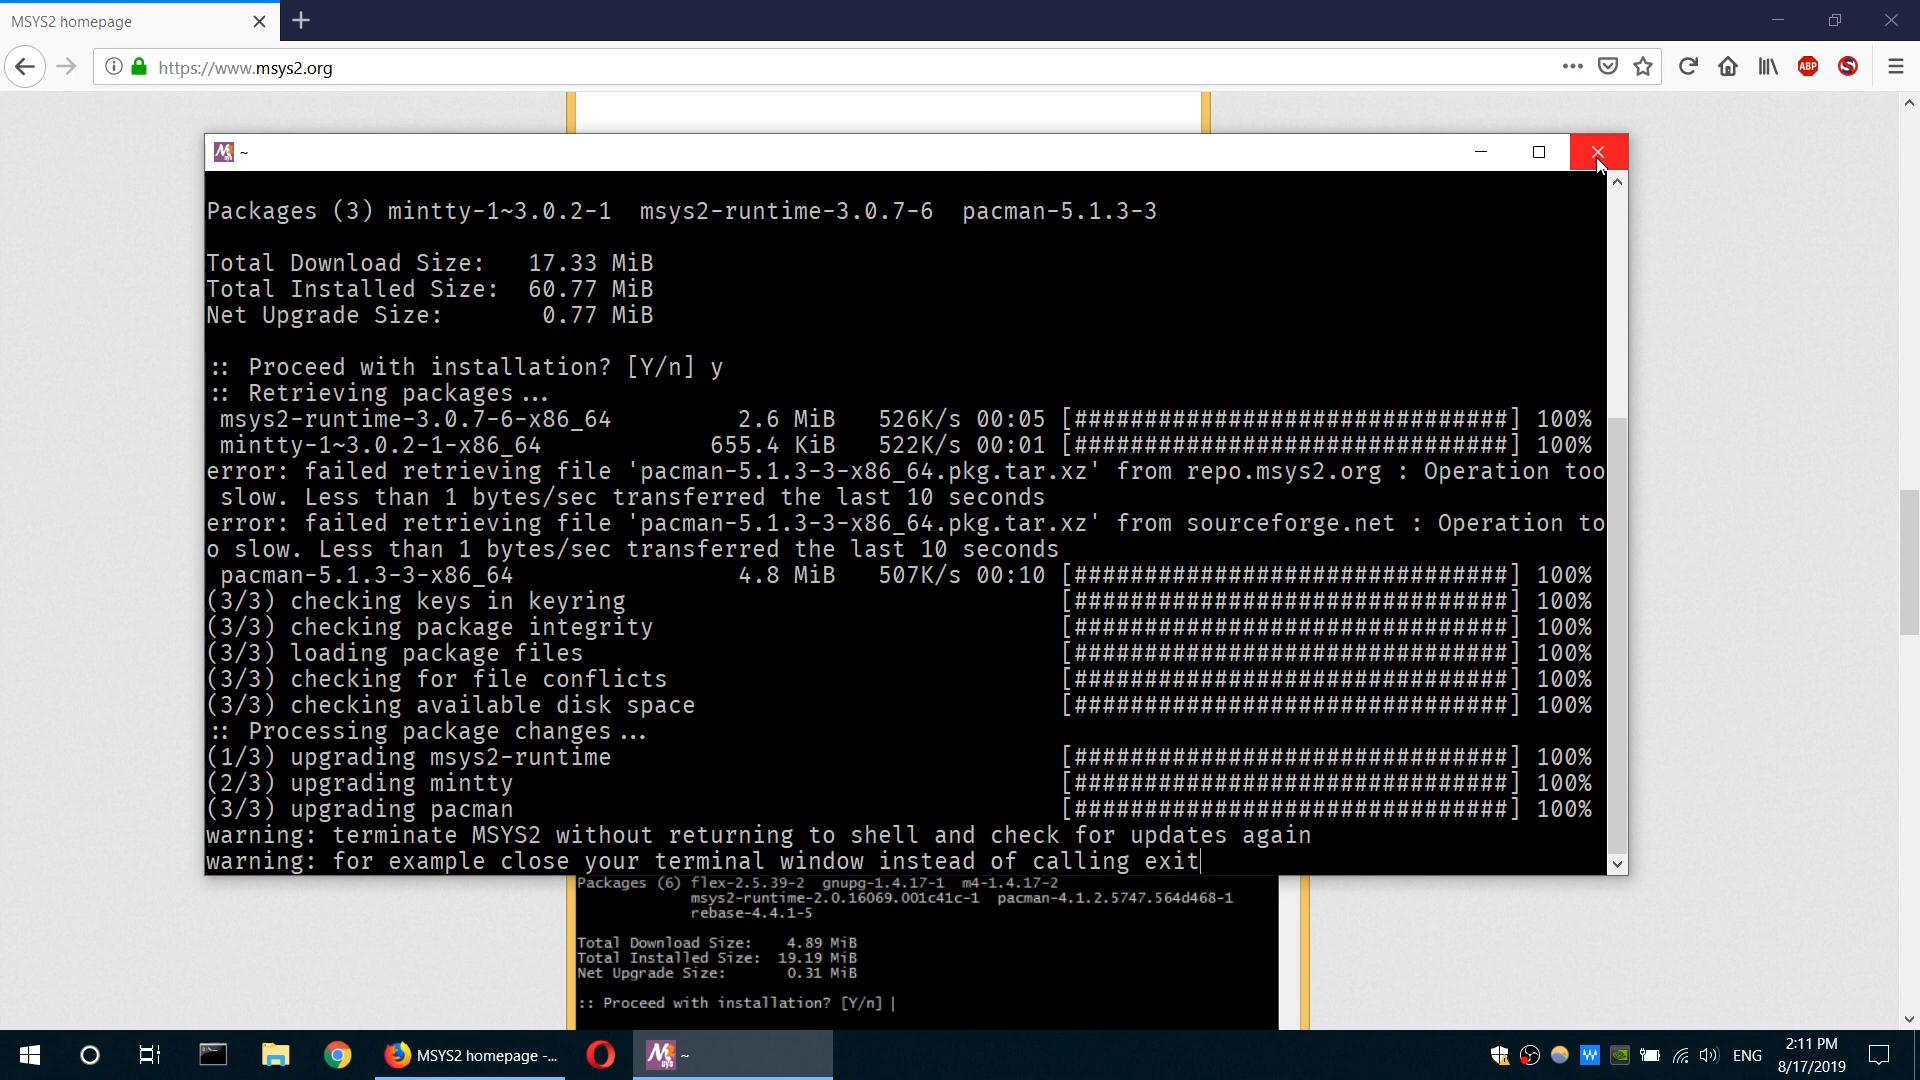 MSYS2 homepage
https://www.msys2.org
ABP
~
Packages (3) mintty-1~3.0.2-1  msys2-runtime-3.0.7-6  pacman-5.1.3-3
Total Download Size:   17.33 MiB
Total Installed Size:  60.77 MiB
Net Upgrade Size:       0.77 MiB
:: Proceed with installation? [Y/n] y
:: Retrieving packages...
msys2-runtime-3.0.7-6-x86_64         2.6 MiB   526K/s 00:05 [###############################] 100%
mintty-1~3.0.2-1-x86_64            655.4 KiB   522K/s 00:01 [###############################] 100%
error: failed retrieving file 'pacman-5.1.3-3-x86_64.pkg.tar.xz' from repo.msys2.org : Operation too
slow. Less than 1 bytes/sec transferred the last 10 seconds
error: failed retrieving file 'pacman-5.1.3-3-x86_64.pkg.tar.xz' from sourceforge.net : Operation to
o slow. Less than 1 bytes/sec transferred the last 10 seconds
pacman-5.1.3-3-x86_64                4.8 MiB   507K/s 00:10 [###############################] 100%
(3/3) checking keys in keyring                               [###############################] 100%
(3/3) checking package integrity                             [###############################] 100%
(3/3) loading package files                                  [###############################] 100%
(3/3) checking for file conflicts                            [###############################] 100%
(3/3) checking available disk space                          [###############################] 100%
:: Processing package changes...
(1/3) upgrading msys2-runtime                                [###############################] 100%
(2/3) upgrading mintty                                       [###############################] 100%
(3/3) upgrading pacman                                       [###############################] 100%
warning: terminate MSYS2 without returning to shell and check for updates again
warning: for example close your terminal window instead of calling exit
Packages (6) flex-2.5.39-2  gnupg-1.4.17-1  m4-1.4.17-2
msys2-runtime-2.0.16069.001c41c-1  pacman-4.1.2.5747.564d468-1
rebase-4.4.1-5
Total Download Size:    4.89 MiB
Total Installed Size:  19.19 MiB
Net Upgrade Size:       0.31 MiB
:: Proceed with installation? [Y/n]
MSYS2 homepage -...
~
ENG
2:11 PM
8/17/2019